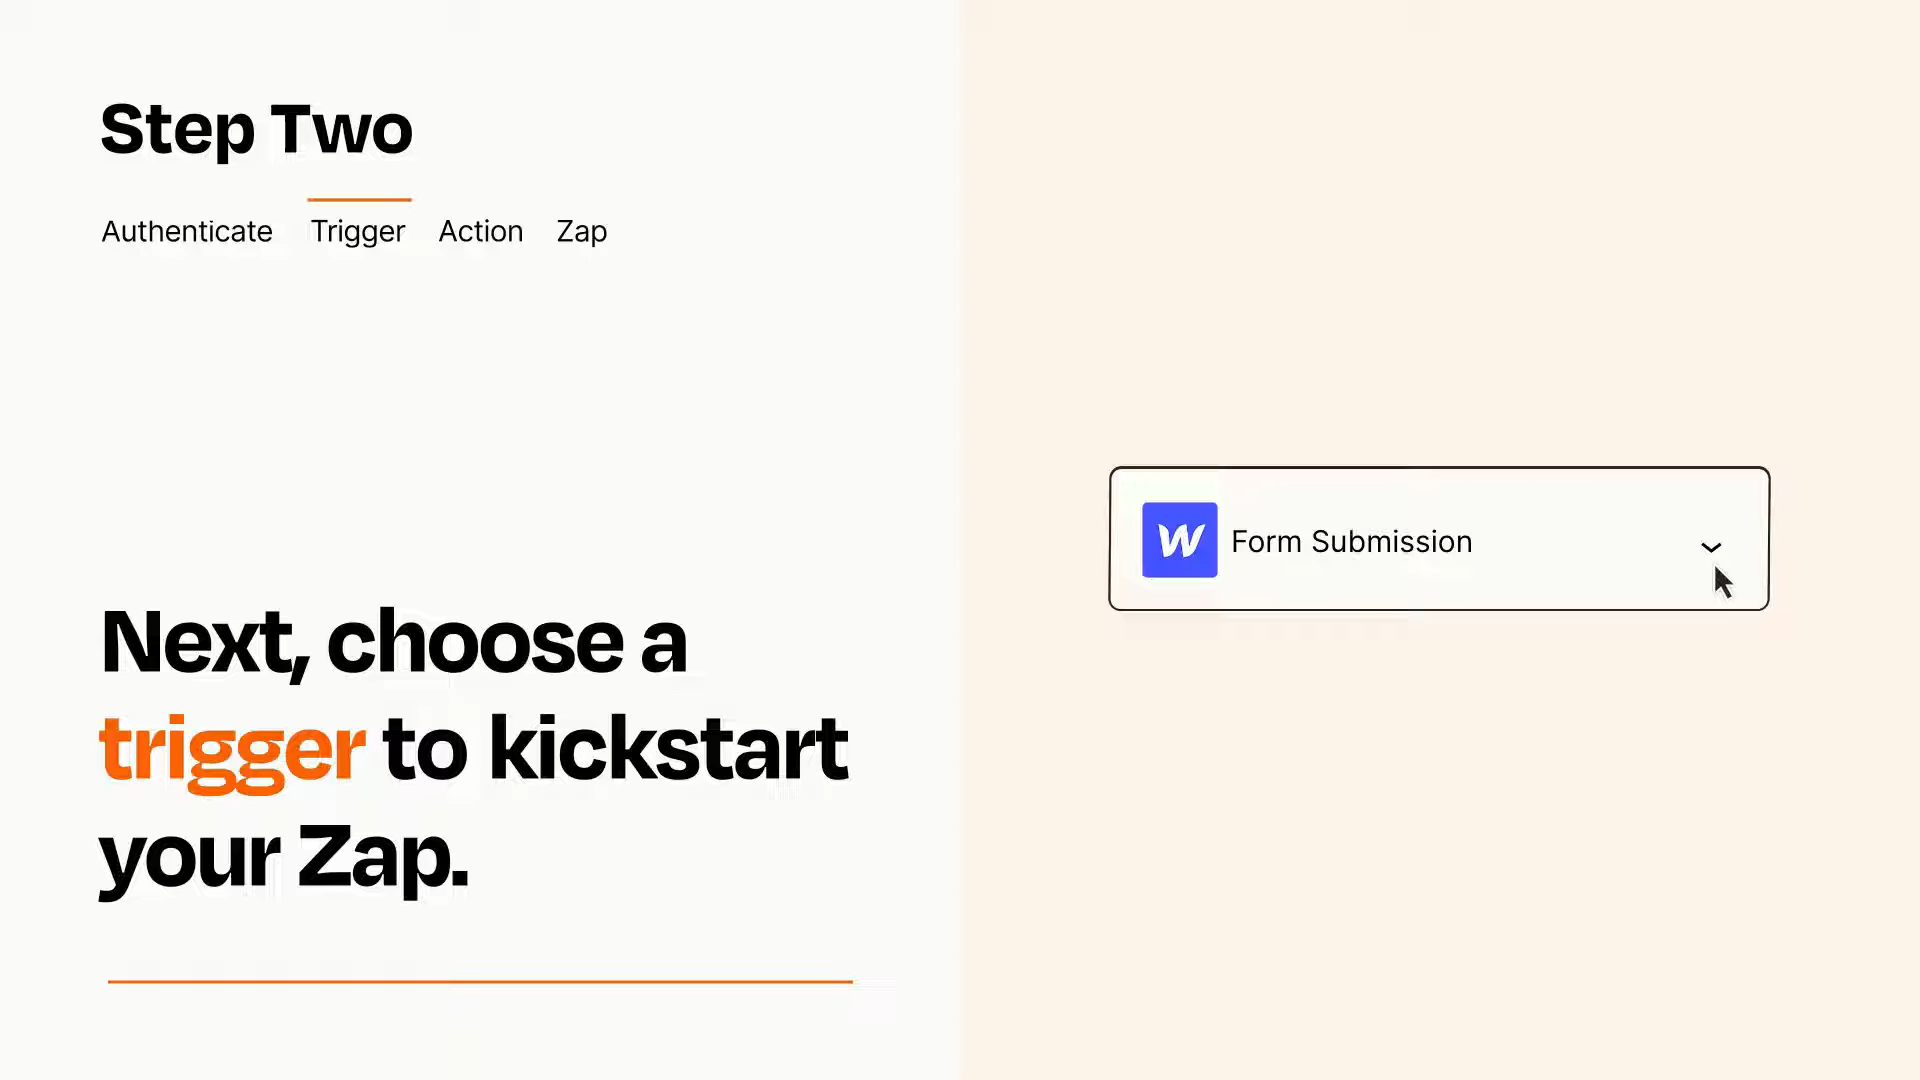 Step Two
Authenticate Trigger Action Zap
Next, choose a
trigger to kickstart
your Zap.
W Form Submission